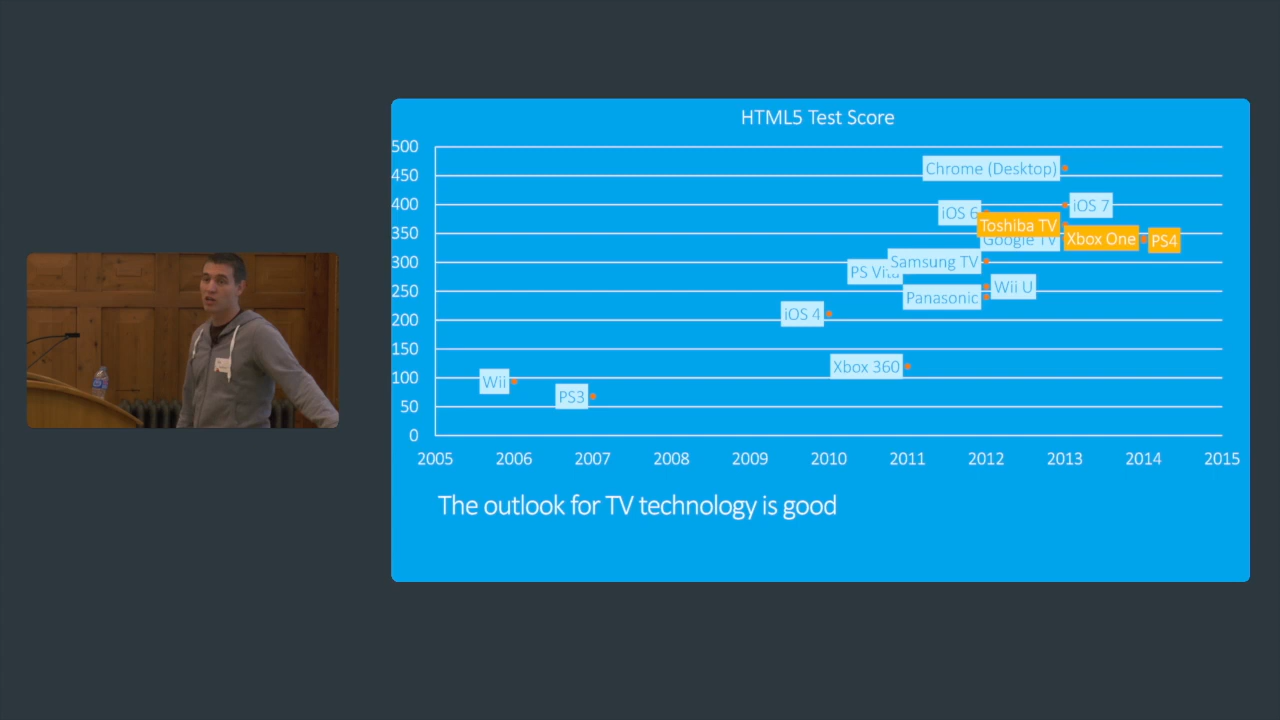 HTML5 Test Score
500
450
400
350
300
250
200
150
100
50
0
Chrome (Desktop)
iOS 7
iOS 6
Toshiba TV
Google TV
Xbox One
PS4
Samsung TV
PS Vita
Wii U
Panasonic
iOS 4
Xbox 360
Wii
PS3
2005 2006 2007 2008 2009 2010 2011 2012 2013 2014 2015
The outlook for TV technology is good